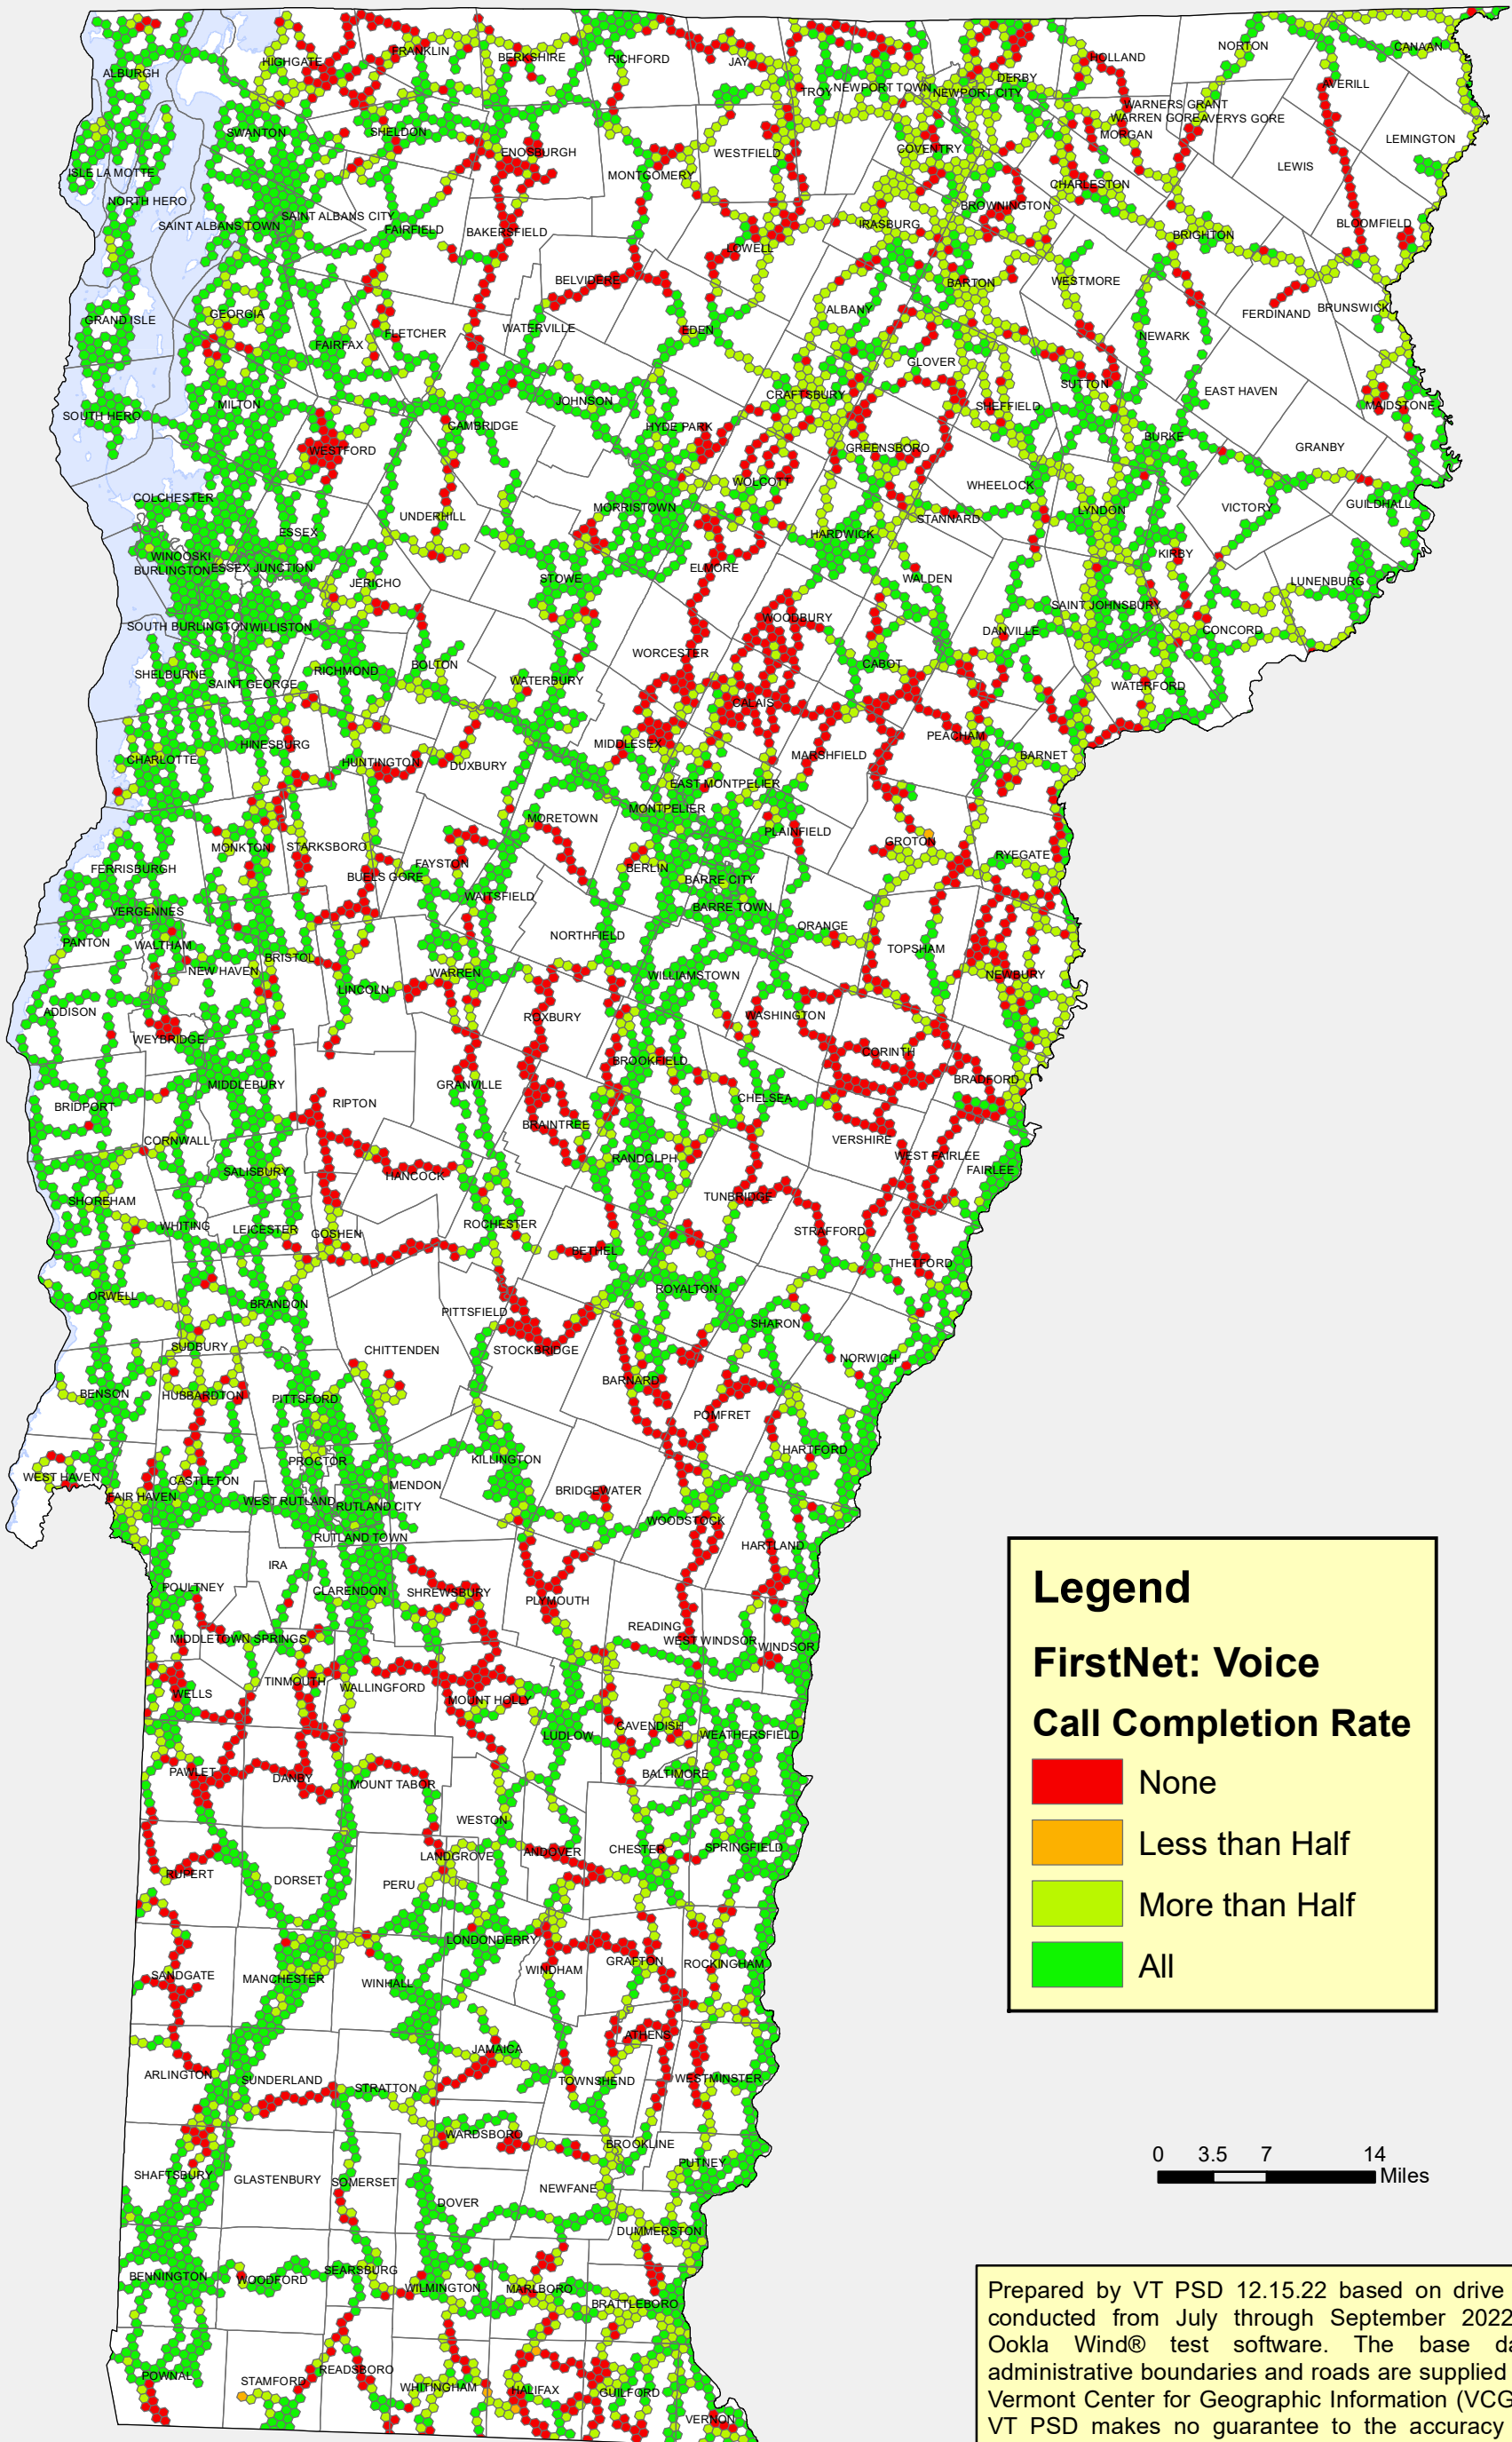 ALBURGH
HIGHGATE
FRANKLIN
BERKSHIRE
RICHFORD
JAY
TROY
NEWPORT TOWN
NEWPORT CITY
DERBY
HOLLAND
NORTON
CANAAN
AVERILL
WARNERS GRANT
WARREN GORE
AVERYS GORE
MORGAN
LEMINGTON
LEWIS
SWANTON
SHELDON
ENOSBURGH
MONTGOMERY
WESTFIELD
COVENTRY
CHARLESTON
ISLE LA MOTTE
NORTH HERO
SAINT ALBANS TOWN
SAINT ALBANS CITY
FAIRFIELD
BAKERSFIELD
LOWELL
IRASBURG
BROWNINGTON
BRIGHTON
BLOOMFIELD
BELVIDERE
BARTON
WESTMORE
FERDINAND
BRUNSWICK
GRAND ISLE
GEORGIA
FAIRFAX
FLETCHER
WATERVILLE
EDEN
ALBANY
GLOVER
NEWARK
SUTTON
EAST HAVEN
MAIDSTONE
SOUTH HERO
MILTON
CAMBRIDGE
JOHNSON
HYDE PARK
CRAFTSBURY
SHEFFIELD
GREENSBORO
BURKE
GRANBY
WESTFORD
WOLCOTT
WHEELOCK
COLCHESTER
UNDERHILL
MORRISTOWN
STANNARD
LYNDON
VICTORY
GUILDHALL
ESSEX
HARDWICK
WINOOSKI
BURLINGTON
ESSEX JUNCTION
JERICHO
STOWE
ELMORE
WALDEN
KIRBY
LUNENBURG
SOUTH BURLINGTON
WILLISTON
WOODBURY
DANVILLE
SAINT JOHNSBURY
CONCORD
SHELBURNE
SAINT GEORGE
RICHMOND
BOLTON
WATERBURY
WORCESTER
CABOT
WATERFORD
CALAIS
CHARLOTTE
HINESBURG
HUNTINGTON
DUXBURY
MIDDLESEX
MARSHFIELD
PEACHAM
BARNET
EAST MONTPELIER
MONTPELIER
MORETOWN
PLAINFIELD
GROTON
RYEGATE
FERRISBURGH
MONKTON
STARKSBORO
BUELS GORE
FAYSTON
BERLIN
BARRE CITY
BARRE TOWN
VERGENNES
WAITSFIELD
ORANGE
PANTON
WALTHAM
NEW HAVEN
BRISTOL
NORTHFIELD
TOPSHAM
NEWBURY
ADDISON
LINCOLN
WARREN
WILLIAMSTOWN
WEYBRIDGE
ROXBURY
WASHINGTON
BRIDPORT
MIDDLEBURY
RIPTON
GRANVILLE
BROOKFIELD
CORINTH
BRADFORD
CHELSEA
CORNWALL
BRAINTREE
VERSHIRE
SALISBURY
HANCOCK
RANDOLPH
WEST FAIRLEE
FAIRLEE
SHOREHAM
TUNBRIDGE
WHITING
LEICESTER
GOSHEN
ROCHESTER
BETHEL
STRAFFORD
THETFORD
ORWELL
BRANDON
PITTSFIELD
ROYALTON
SHARON
SUDBURY
CHITTENDEN
STOCKBRIDGE
NORWICH
BENSON
HUBBARDTON
PITTSFORD
BARNARD
POMFRET
PROCTOR
KILLINGTON
HARTFORD
WEST HAVEN
CASTLETON
FAIR HAVEN
WEST RUTLAND
MENDON
RUTLAND CITY
BRIDGEWATER
WOODSTOCK
RUTLAND TOWN
HARTLAND
IRA
POULTNEY
CLARENDON
SHREWSBURY
PLYMOUTH
READING
WEST WINDSOR
WINDSOR
MIDDLETOWN SPRINGS
WELLS
TINMOUTH
WALLINGFORD
MOUNT HOLLY
LUDLOW
CAVENDISH
WEATHERSFIELD
PAWLET
DANBY
MOUNT TABOR
BALTIMORE
WESTON
LANDGROVE
ANDOVER
CHESTER
SPRINGFIELD
RUPERT
DORSET
PERU
LONDONDERRY
SANDGATE
MANCHESTER
WINHALL
WINDHAM
GRAFTON
ROCKINGHAM
ATHENS
JAMAICA
ARLINGTON
SUNDERLAND
STRATTON
TOWNSHEND
WESTMINSTER
WARDSBORO
BROOKLINE
SHAFTSBURY
GLASTENBURY
SOMERSET
NEWFANE
PUTNEY
DOVER
DUMMERSTON
BENNINGTON
WOODFORD
SEARSBURG
WILMINGTON
MARLBORO
BRATTLEBORO
POWNAL
STAMFORD
READSBORO
WHITINGHAM
HALIFAX
GUILFORD
VERNON
Legend
FirstNet: Voice
Call Completion Rate
None
Less than Half
More than Half
All
0 3.5 7 14
Miles
Prepared by VT PSD 12.15.22 based on drive
conducted from July through September 2022
Ookla Wind® test software. The base da
administrative boundaries and roads are supplied
Vermont Center for Geographic Information (VCG
VT PSD makes no guarantee to the accuracy